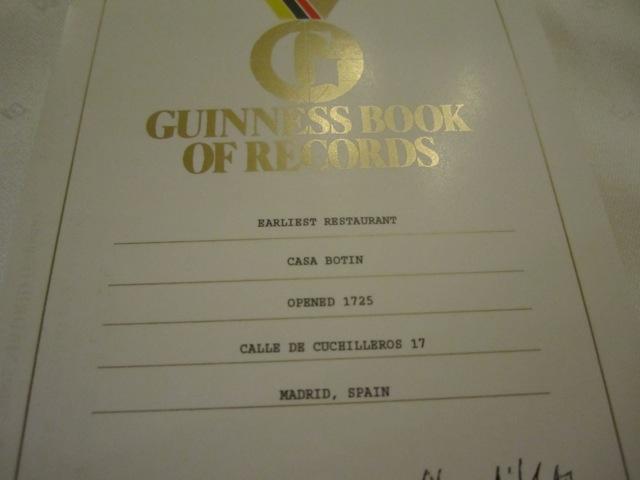 GUINNESS BOOK
OF RECORDS
EARLIEST RESTAURANT
CASA BOTIN
OPENED 1725
CALLE DE CUCHILLEROS 17
MADRID, SPAIN